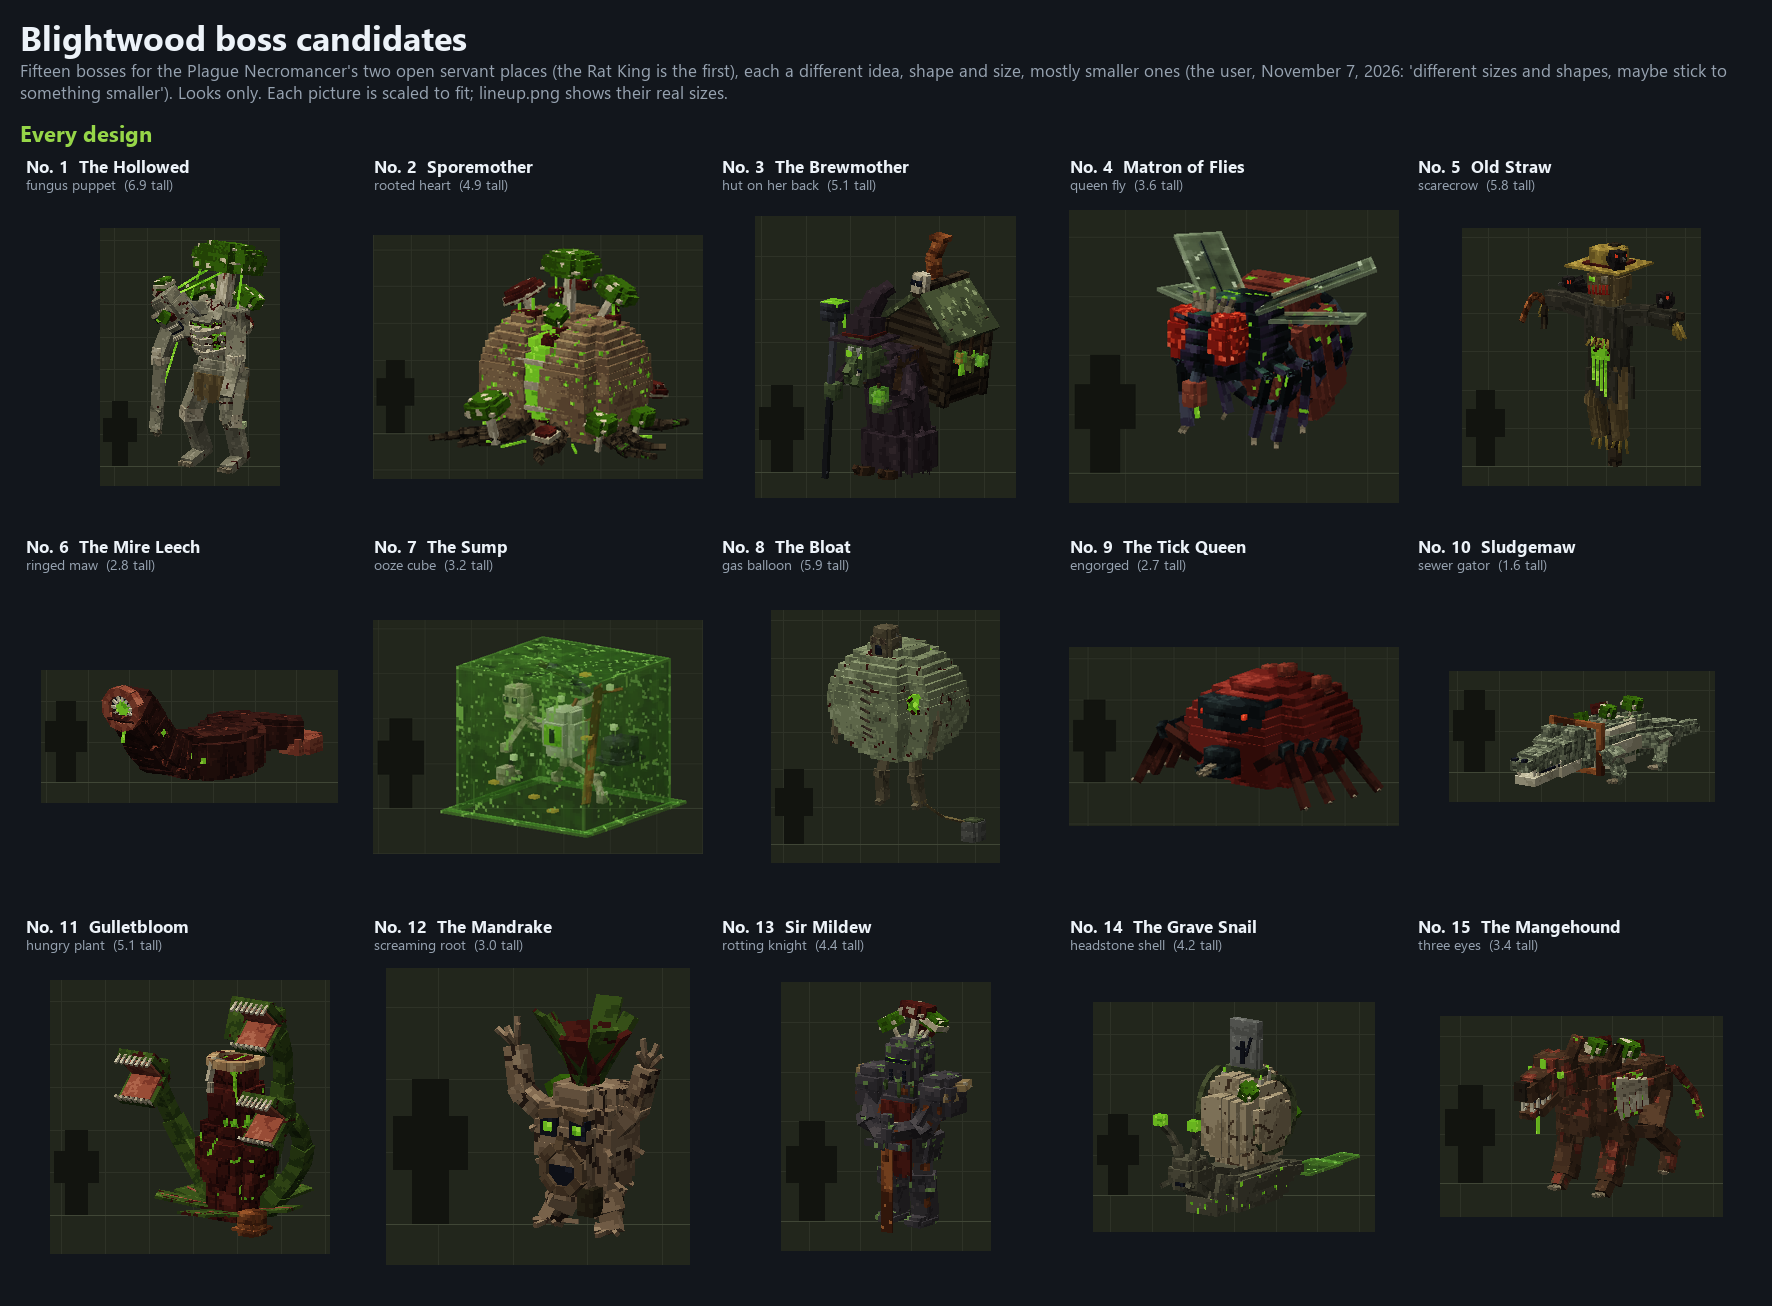 Blightwood boss candidates
Fifteen bosses for the Plague Necromancer's two open servant places (the Rat King is the first), each a different idea, shape and size, mostly smaller ones (the user, November 7, 2026: 'different sizes and shapes, maybe stick to
something smaller'). Looks only. Each picture is scaled to fit; lineup.png shows their real sizes.
Every design
No. 1 The Hollowed
fungus puppet (6.9 tall)
No. 2 Sporemother
rooted heart (4.9 tall)
No. 3 The Brewmother
hut on her back (5.1 tall)
No. 4 Matron of Flies
queen fly (3.6 tall)
No. 5 Old Straw
scarecrow (5.8 tall)
No. 6 The Mire Leech
ringed maw (2.8 tall)
No. 7 The Sump
ooze cube (3.2 tall)
No. 8 The Bloat
gas balloon (5.9 tall)
No. 9 The Tick Queen
engorged (2.7 tall)
No. 10 Sludgemaw
sewer gator (1.6 tall)
No. 11 Gulletbloom
hungry plant (5.1 tall)
No. 12 The Mandrake
screaming root (3.0 tall)
No. 13 Sir Mildew
rotting knight (4.4 tall)
No. 14 The Grave Snail
headstone shell (4.2 tall)
No. 15 The Mangehound
three eyes (3.4 tall)